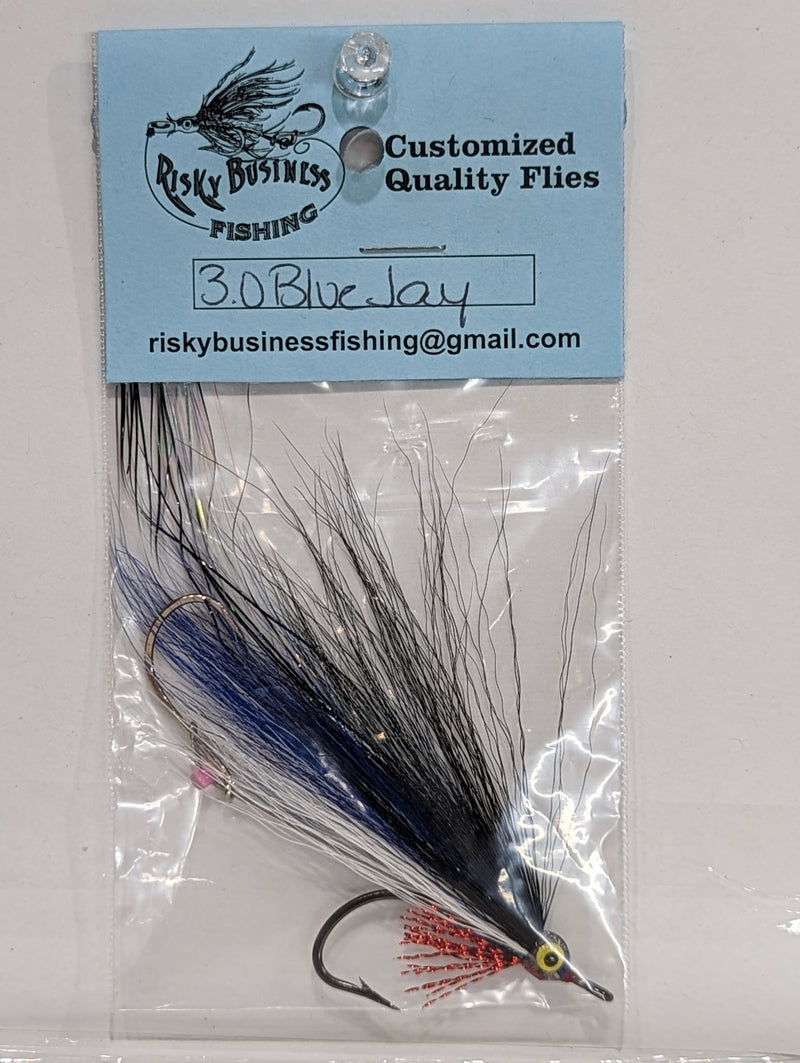 Risky Business
FISHING
Customized
Quality Flies
3.0 Blue Jay
riskybusinessfishing@gmail.com